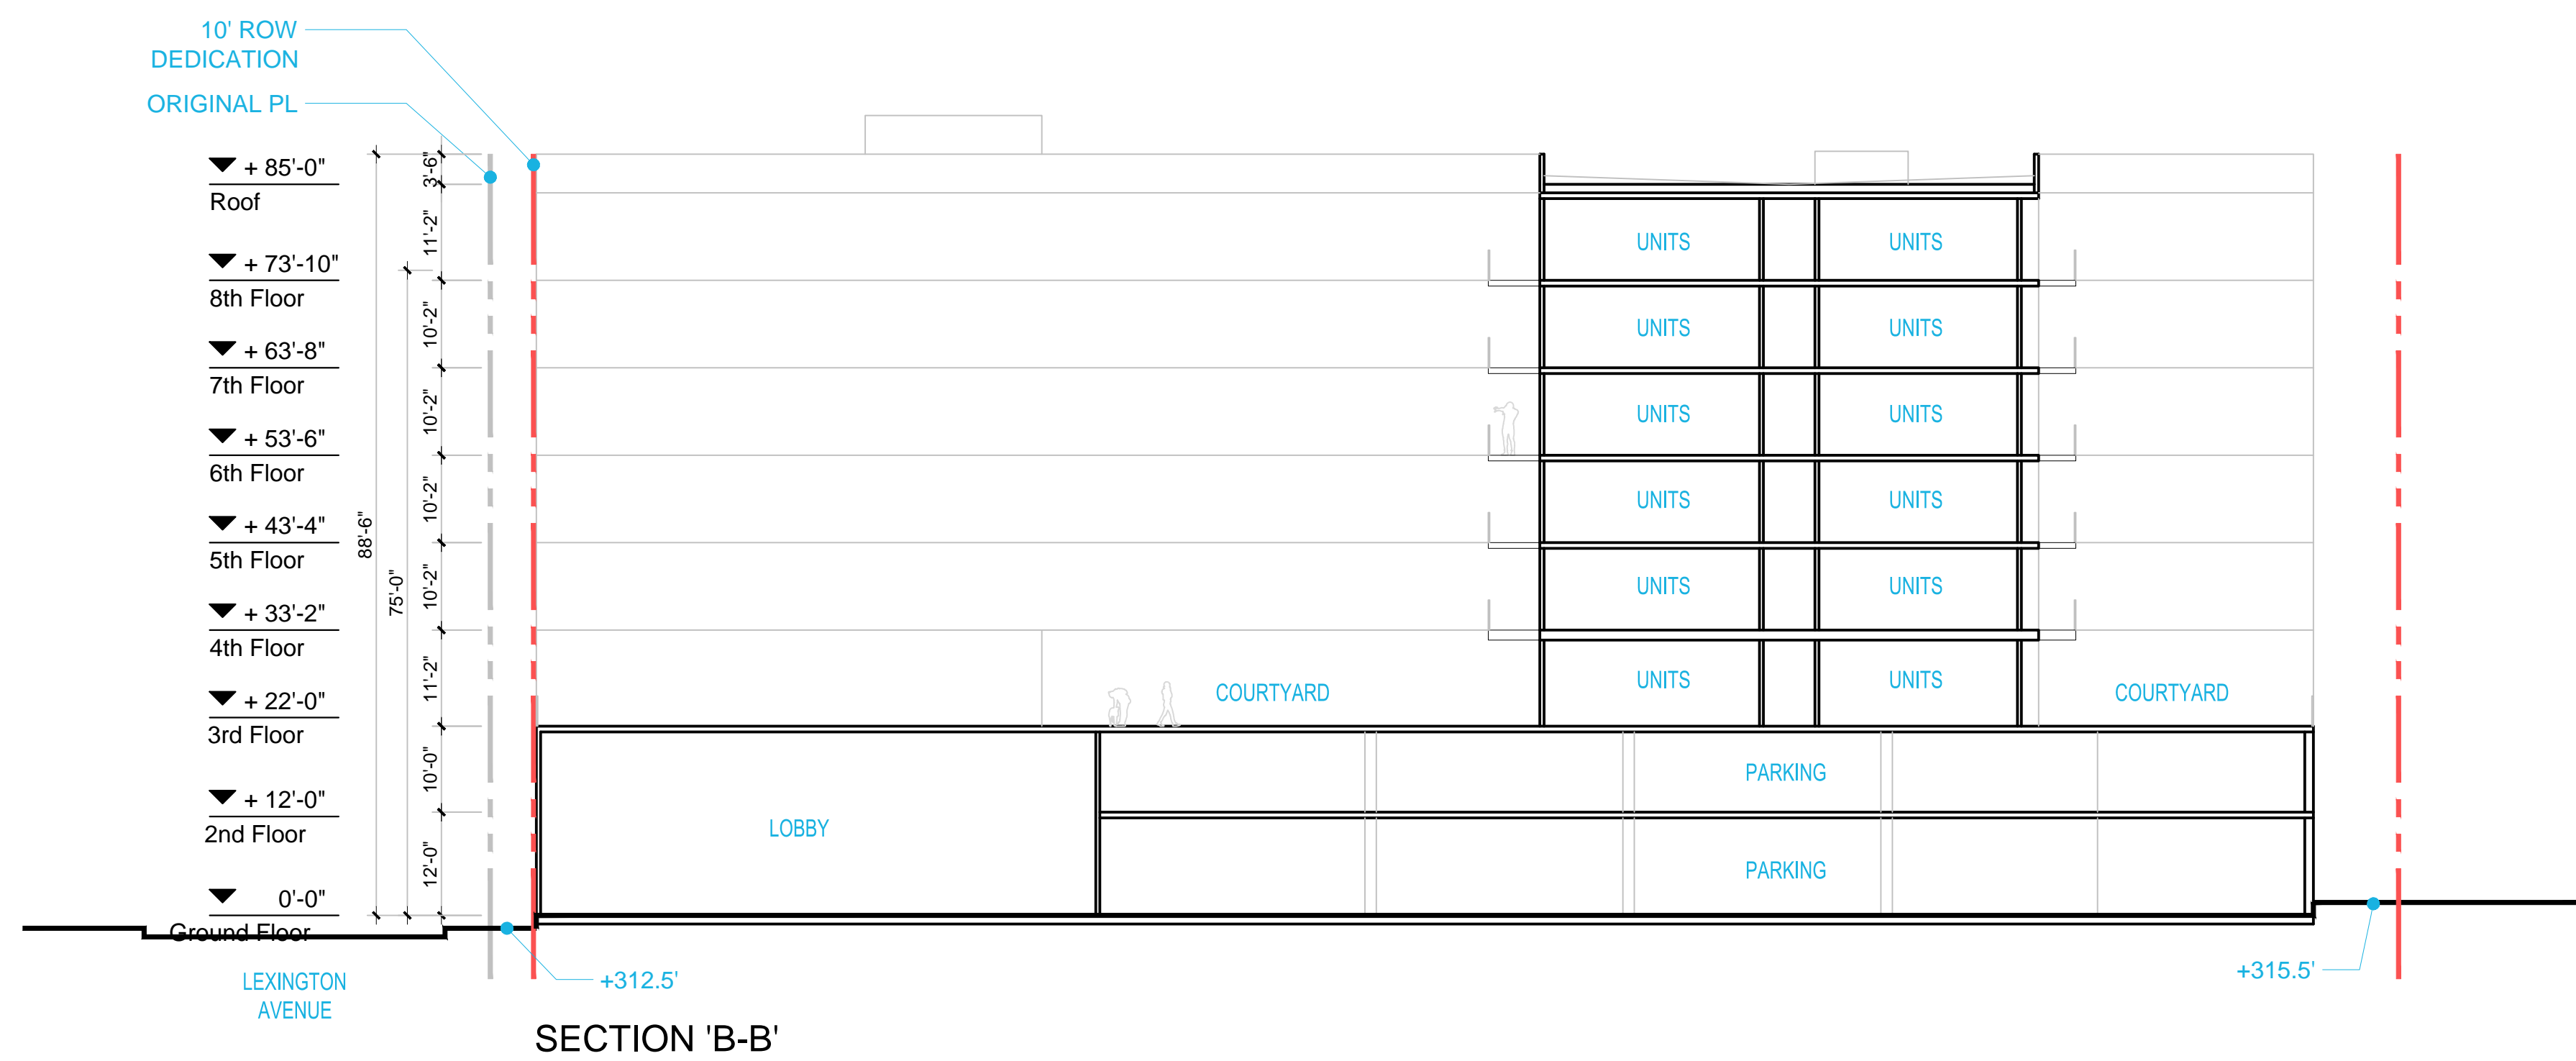 10' ROW
DEDICATION
ORIGINAL PL
+ 85'-0"
Roof
+ 73'-10"
8th Floor
+ 63'-8"
7th Floor
+ 53'-6"
6th Floor
+ 43'-4"
5th Floor
+ 33'-2"
4th Floor
+ 22'-0"
3rd Floor
+ 12'-0"
2nd Floor
0'-0"
Ground Floor
88'-6"
75'-0"
3'-6"
11'-2"
10'-2"
10'-2"
10'-2"
10'-2"
11'-2"
10'-0"
12'-0"
UNITS UNITS
UNITS UNITS
UNITS UNITS
UNITS UNITS
UNITS UNITS
COURTYARD UNITS UNITS COURTYARD
PARKING
LOBBY
PARKING
LEXINGTON
AVENUE
+312.5'
+315.5'
SECTION 'B-B'